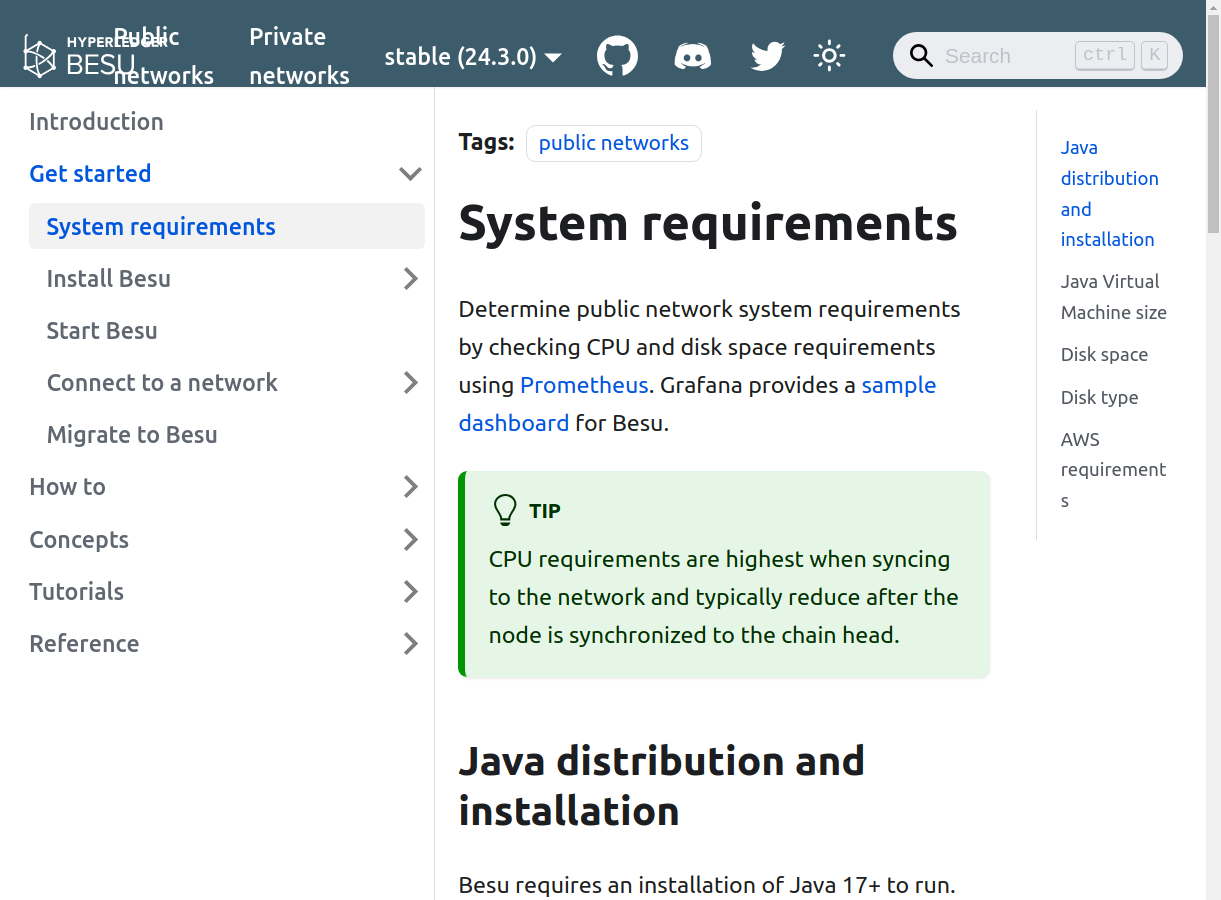 HYPERLEDGER
BESU
Public
networks
Private
networks
stable (24.3.0)
Search
ctrl K
Introduction
Get started
System requirements
Install Besu
Start Besu
Connect to a network
Migrate to Besu
How to
Concepts
Tutorials
Reference
Tags: public networks
System requirements
Determine public network system requirements
by checking CPU and disk space requirements
using Prometheus. Grafana provides a sample
dashboard for Besu.
TIP
CPU requirements are highest when syncing
to the network and typically reduce after the
node is synchronized to the chain head.
Java distribution and
installation
Besu requires an installation of Java 17+ to run.
Java
distribution
and
installation
Java Virtual
Machine size
Disk space
Disk type
AWS
requirement
s